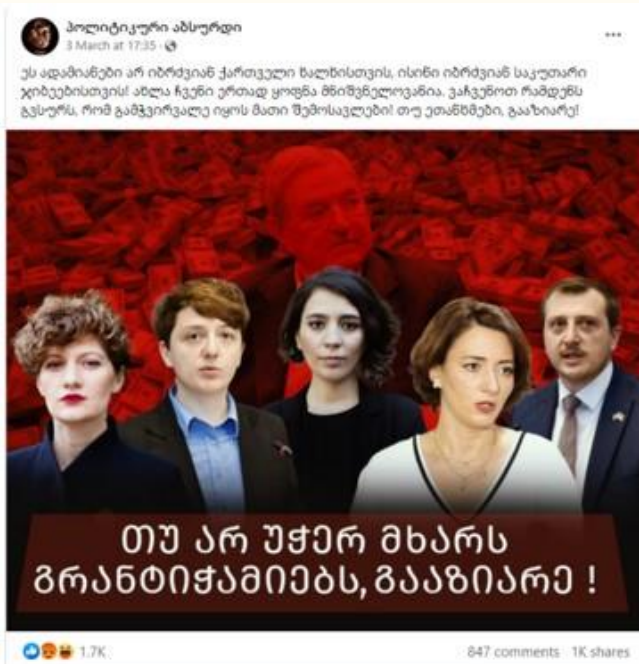 პოლიტიკური აბსურდი
3 March at 17:35 ·
ეს ადამიანები არ იბრძვიან ქართველი ხალხისთვის, ისინი იბრძვიან საკუთარი
ჯიბეებისთვის! ახლა ჩვენი ერთად ყოფნა მნიშვნელოვანია. ვაჩვენოთ რამდენს
გვსურს, რომ გამჭვირვალე იყოს მათი შემოსავლები! თუ ეთანხმები, გააზიარე!
თუ არ უჭერ მხარს
გრანტიჭამიებს, გააზიარე !
1.7K
847 comments 1K shares